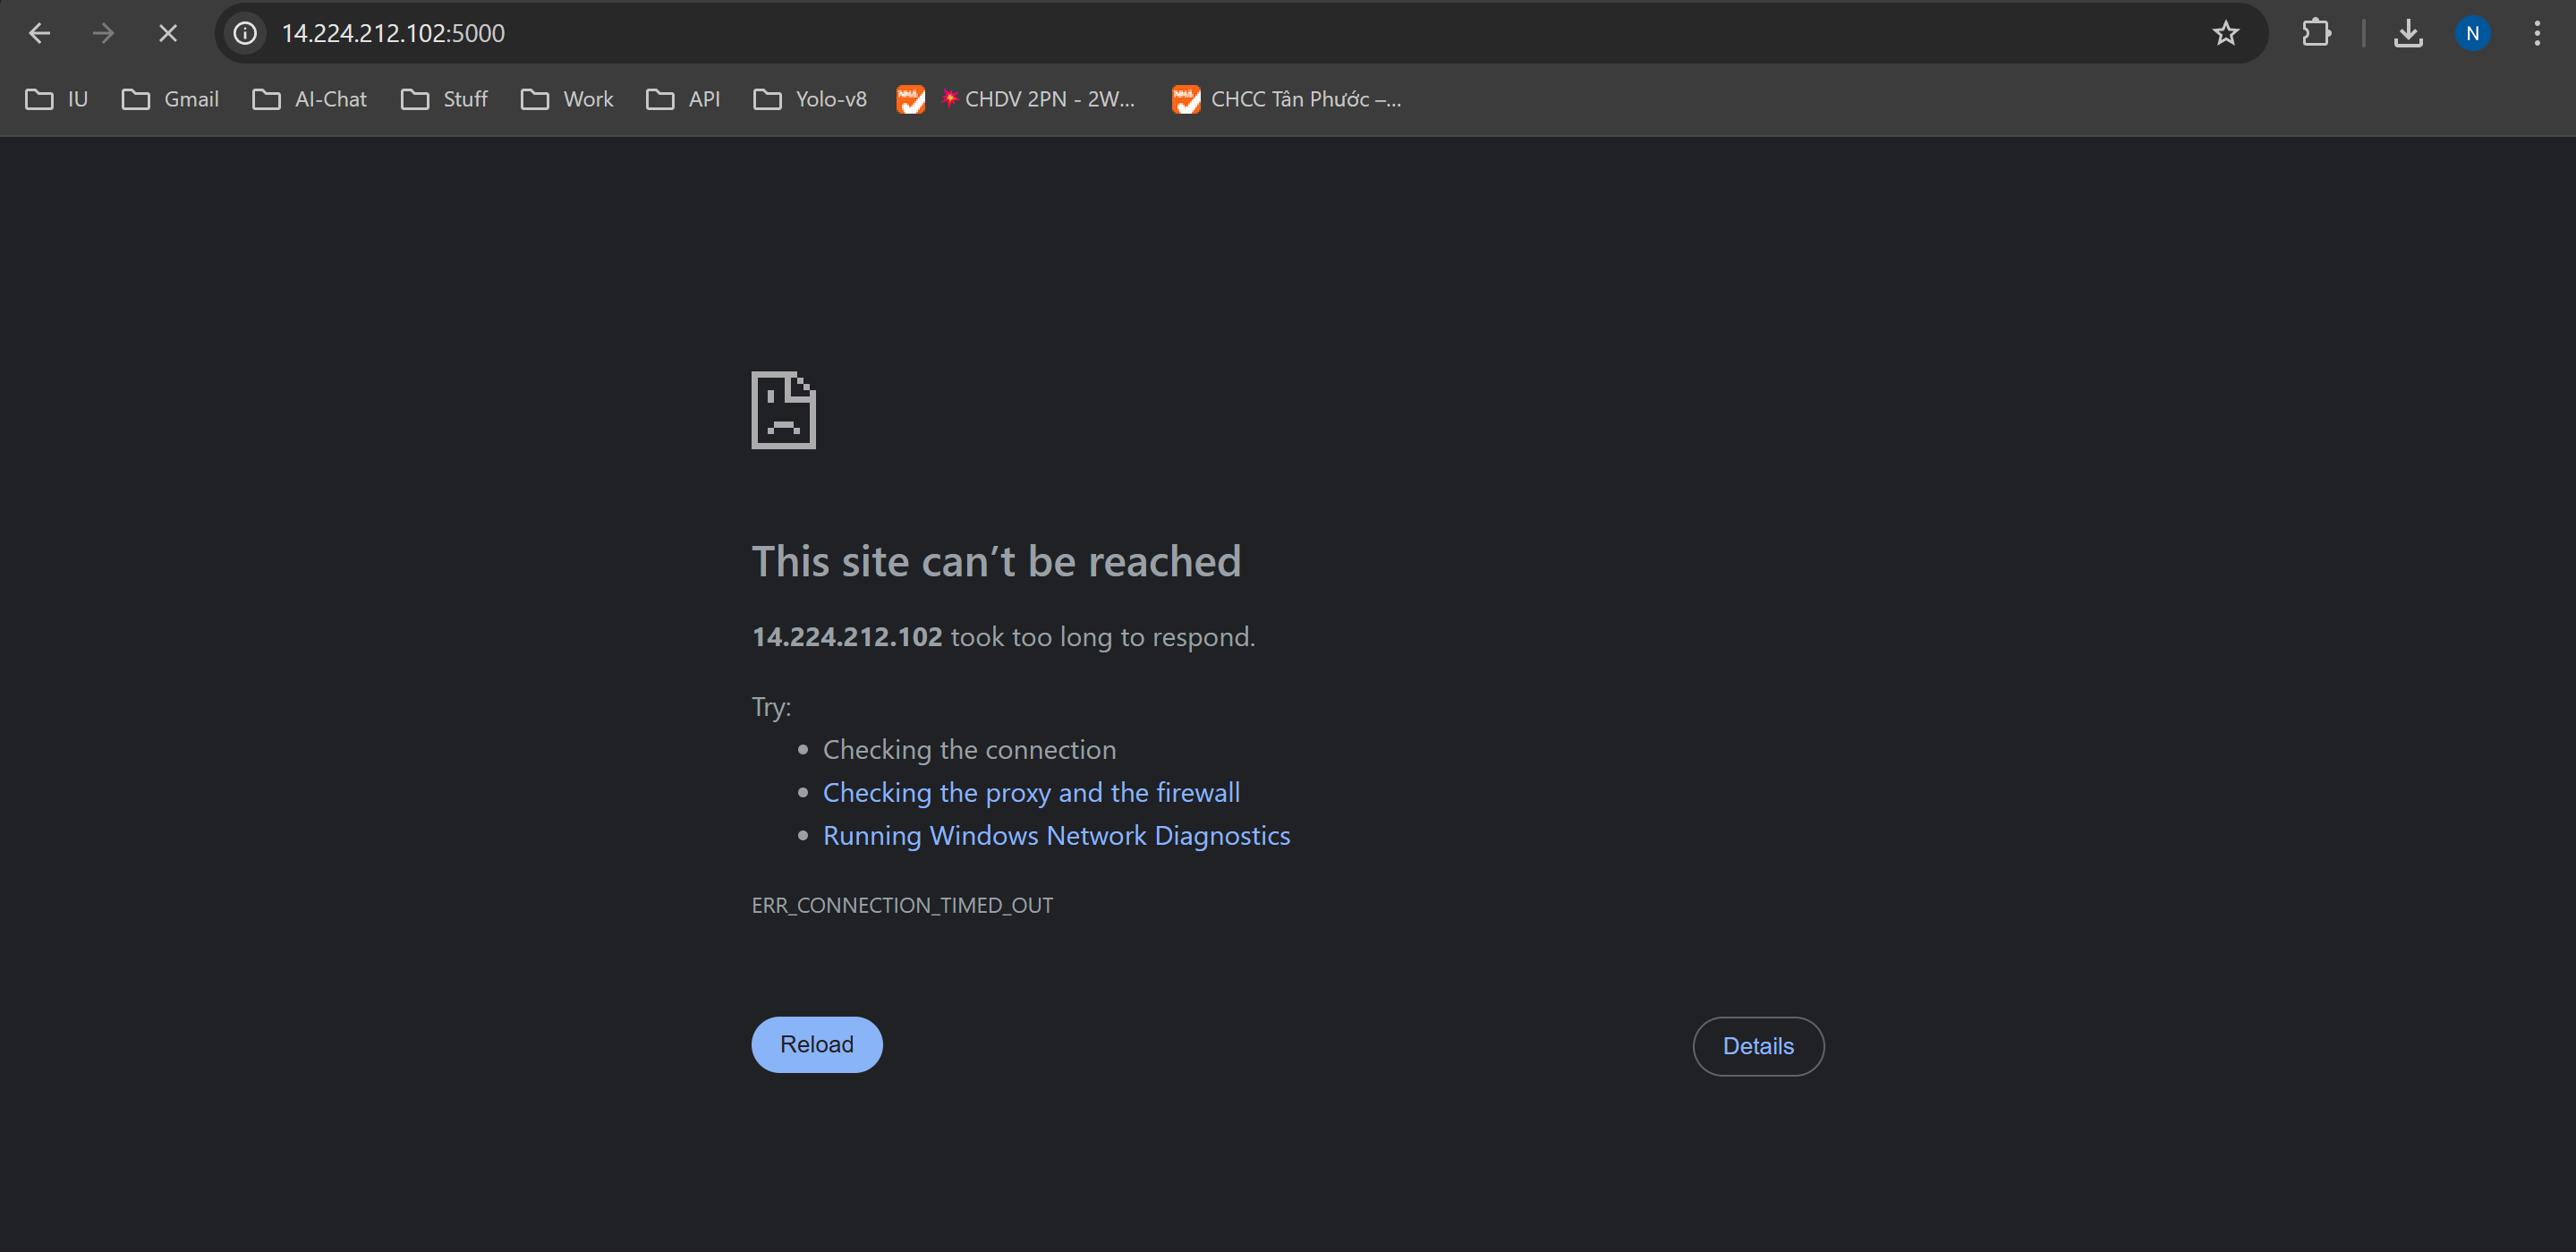 14.224.212.102:5000
N
IU Gmail AI-Chat Stuff Work API Yolo-v8 CHDV 2PN - 2W... CHCC Tân Phước –...
This site can’t be reached
14.224.212.102 took too long to respond.
Try:
Checking the connection
Checking the proxy and the firewall
Running Windows Network Diagnostics
ERR_CONNECTION_TIMED_OUT
Reload Details